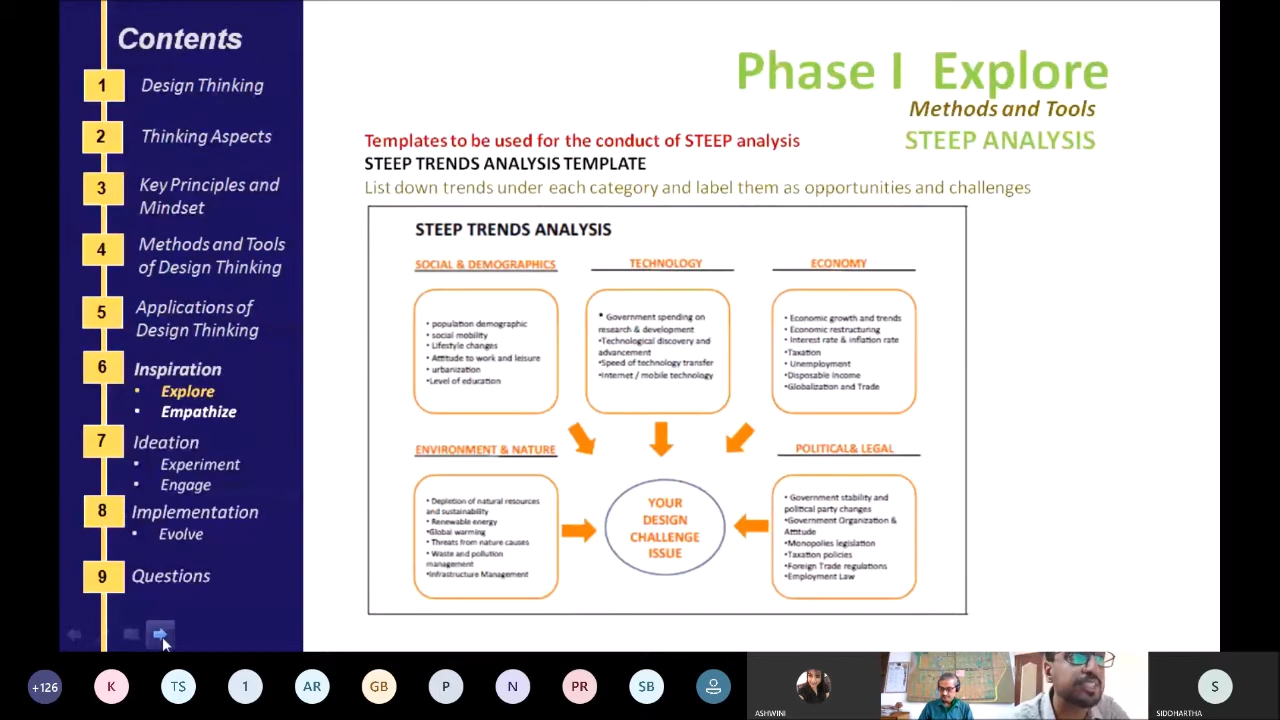 Contents
1
Design Thinking
2
Thinking Aspects
3
Key Principles and
Mindset
4
Methods and Tools
of Design Thinking
5
Applications of
Design Thinking
6
Inspiration
• Explore
• Empathize
7
Ideation
• Experiment
• Engage
8
Implementation
• Evolve
9
Questions
Phase I Explore
Methods and Tools
STEEP ANALYSIS
Templates to be used for the conduct of STEEP analysis
STEEP TRENDS ANALYSIS TEMPLATE
List down trends under each category and label them as opportunities and challenges
STEEP TRENDS ANALYSIS
SOCIAL & DEMOGRAPHICS
• population demographic
• social mobility
• Lifestyle changes
• Attitude to work and leisure
• urbanization
•Level of education
TECHNOLOGY
• Government spending on
research & development
•Technological discovery and
advancement
•Speed of technology transfer
•Internet / mobile technology
ECONOMY
• Economic growth and trends
• Economic restructuring
• Interest rate & inflation rate
•Taxation
• Unemployment
•Disposable income
•Globalization and Trade
ENVIRONMENT & NATURE
• Depletion of natural resources
and sustainability
• Renewable energy
•Global warming
• Threats from nature causes
• Waste and pollution
management
•Infrastructure Management
YOUR
DESIGN
CHALLENGE
ISSUE
POLITICAL& LEGAL
• Government stability and
political party changes
•Government Organization &
Attitude
•Monopolies legislation
•Taxation policies
•Foreign Trade regulations
•Employment Law
+126
K
TS
1
AR
GB
P
N
PR
SB
ASHWINI
S
SIDDHARTHA